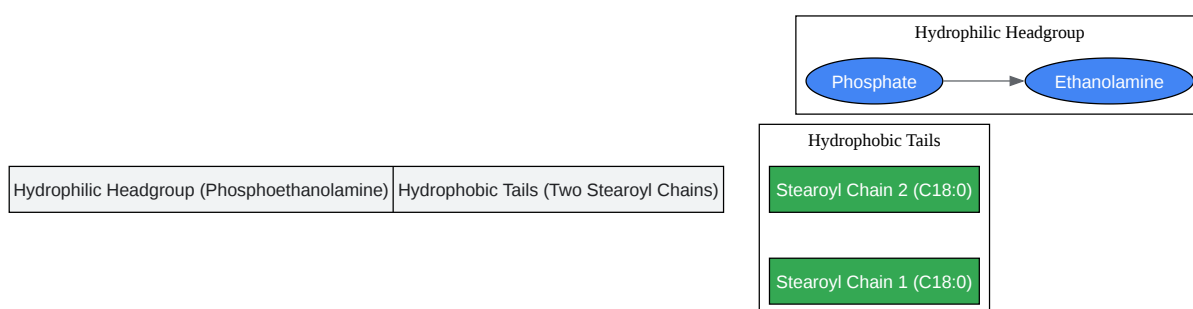 Hydrophilic Headgroup
Phosphate
Ethanolamine
Hydrophobic Tails
Hydrophilic Headgroup (Phosphoethanolamine)
Hydrophobic Tails (Two Stearoyl Chains)
Stearoyl Chain 2 (C18:0)
Stearoyl Chain 1 (C18:0)